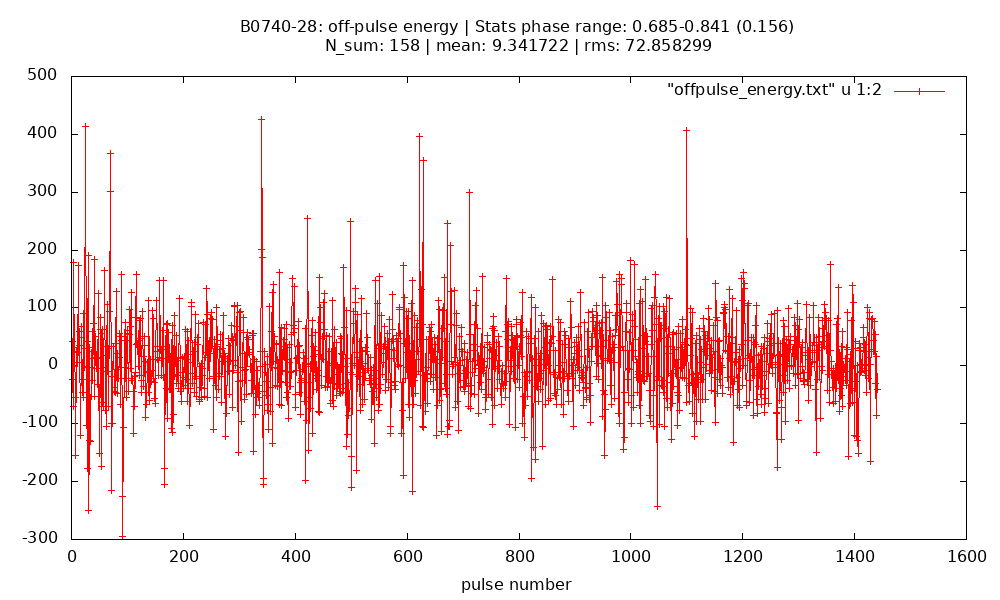 B0740-28: off-pulse energy | Stats phase range: 0.685-0.841 (0.156)
N_sum: 158 | mean: 9.341722 | rms: 72.858299
500
"offpulse_energy.txt" u 1:2
400
300
200
100
0
-100
-200
-300
0 200 400 600 800 1000 1200 1400 1600
pulse number